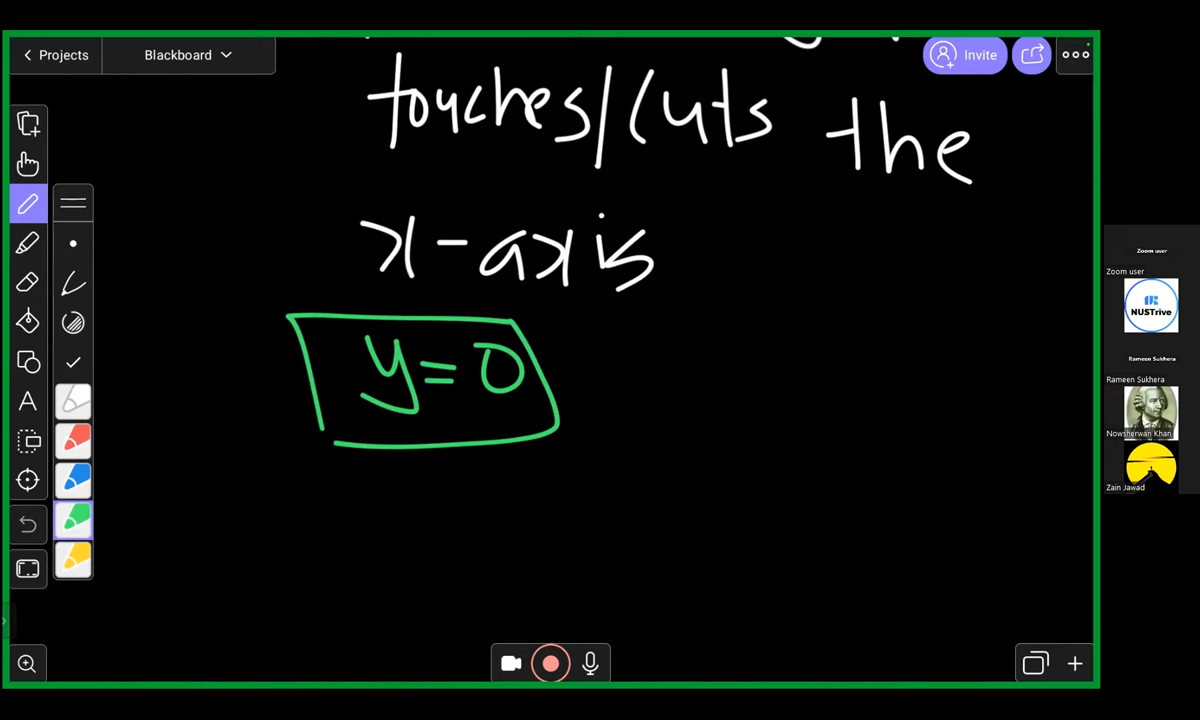 Projects
Blackboard
Invite
touches/cuts the
x-axis
y=0
A
Zoom user
Zoom user
NUSTrive
Rameen Sukhera
Rameen Sukhera
Nowsherwan Khan
Zain Jawad